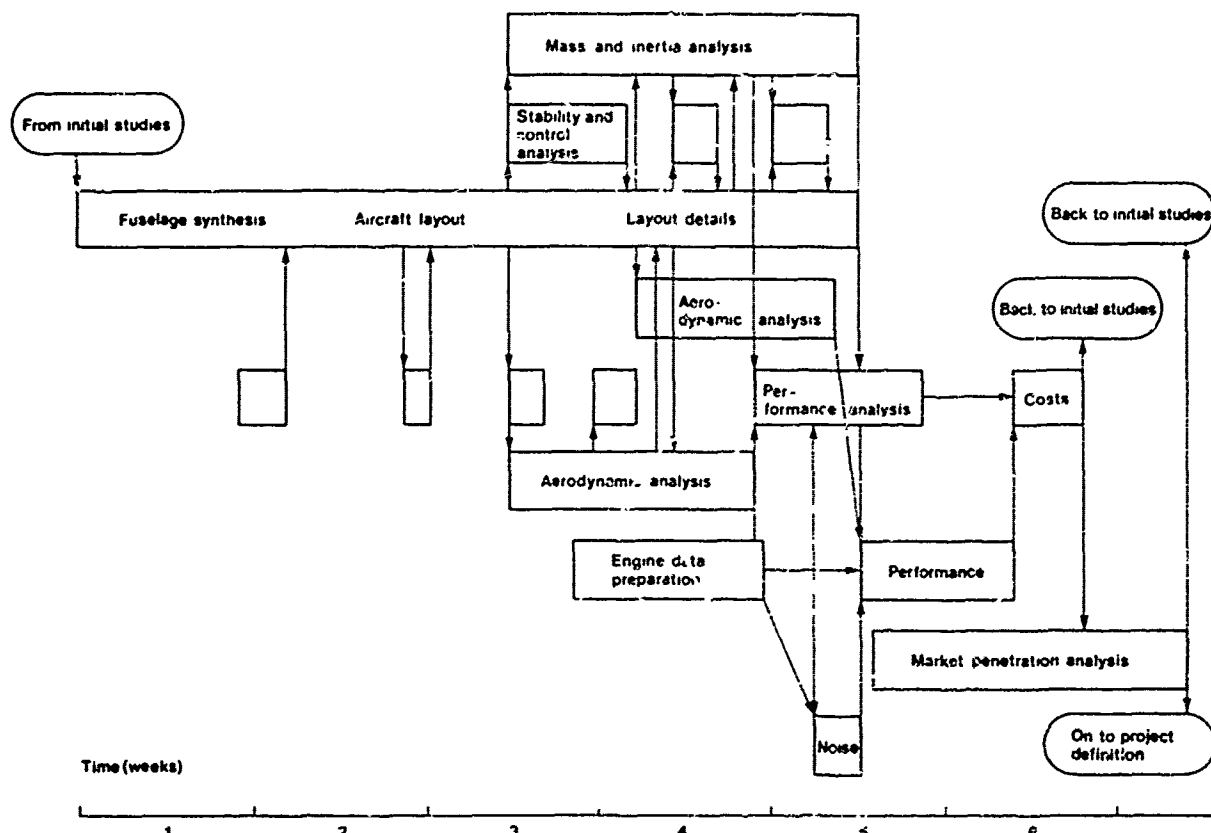 Mass and inertia analysis
From initial studies
Stability and
control
analysis
Fuselage synthesis
Aircraft layout
Layout details
Back to initial studies
Aero-
dynamic analysis
Back to initial studies
Per-
formance analysis
Costs
Aerodynamic analysis
Engine data
preparation
Performance
Market penetration analysis
Noise
On to project
definition
Time (weeks)
1 2 3 4 5 6